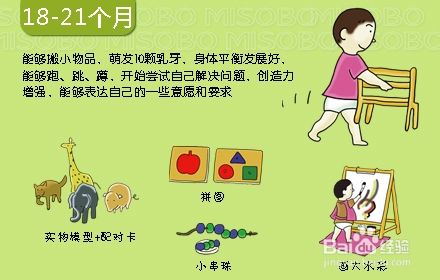 MISOBO MISOBO
18-21个月
能够搬小物品，萌发10颗乳牙，身体平衡发展好，
能够跑、跳、蹲，开始尝试自己解决问题，创造力
增强，能够表达自己的一些意愿和要求
拼图
实物模型+配对卡
小串珠
画大水彩
Baidu经验